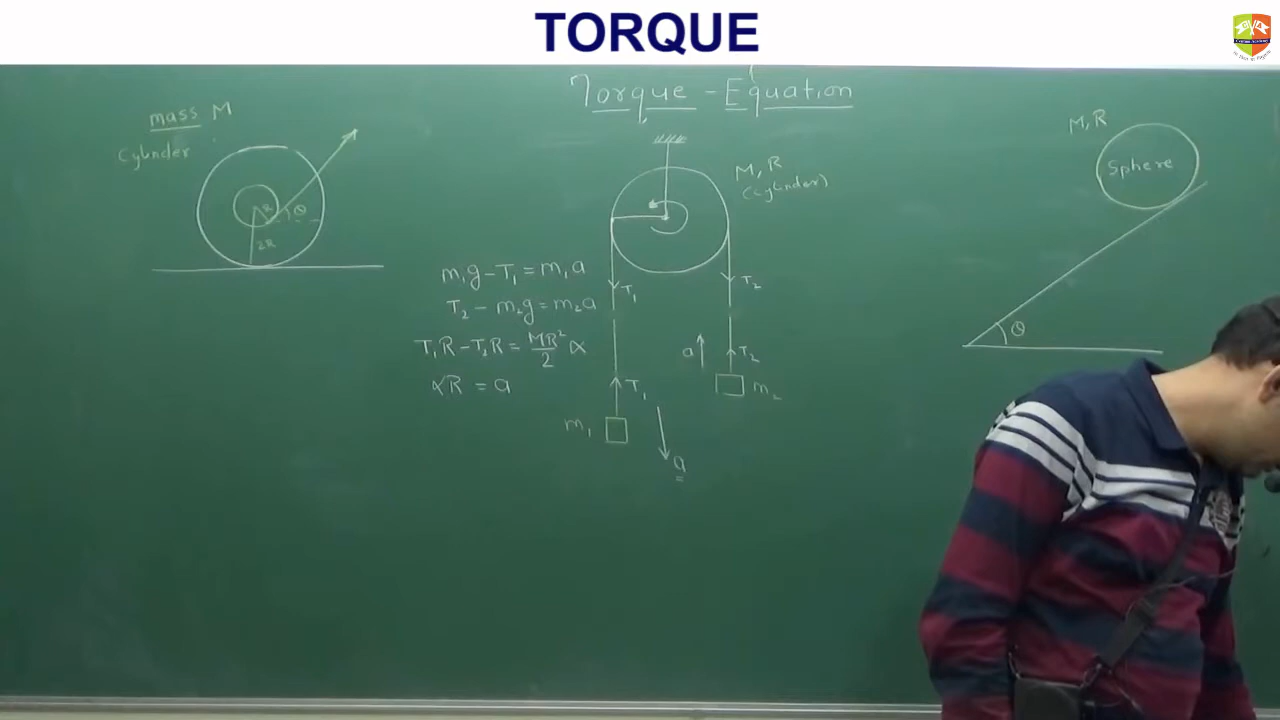 TORQUE
Torque - Equation
mass M
Cylinder
R
θ
2R
M, R
(Cylinder)
T₁
T₂
m₁g - T₁ = m₁a
T₂ - m₂g = m₂a
T₁R - T₂R = MR²/2 α
αR = a
a
T₂
m₂
T₁
m₁
a
M, R
Sphere
θ